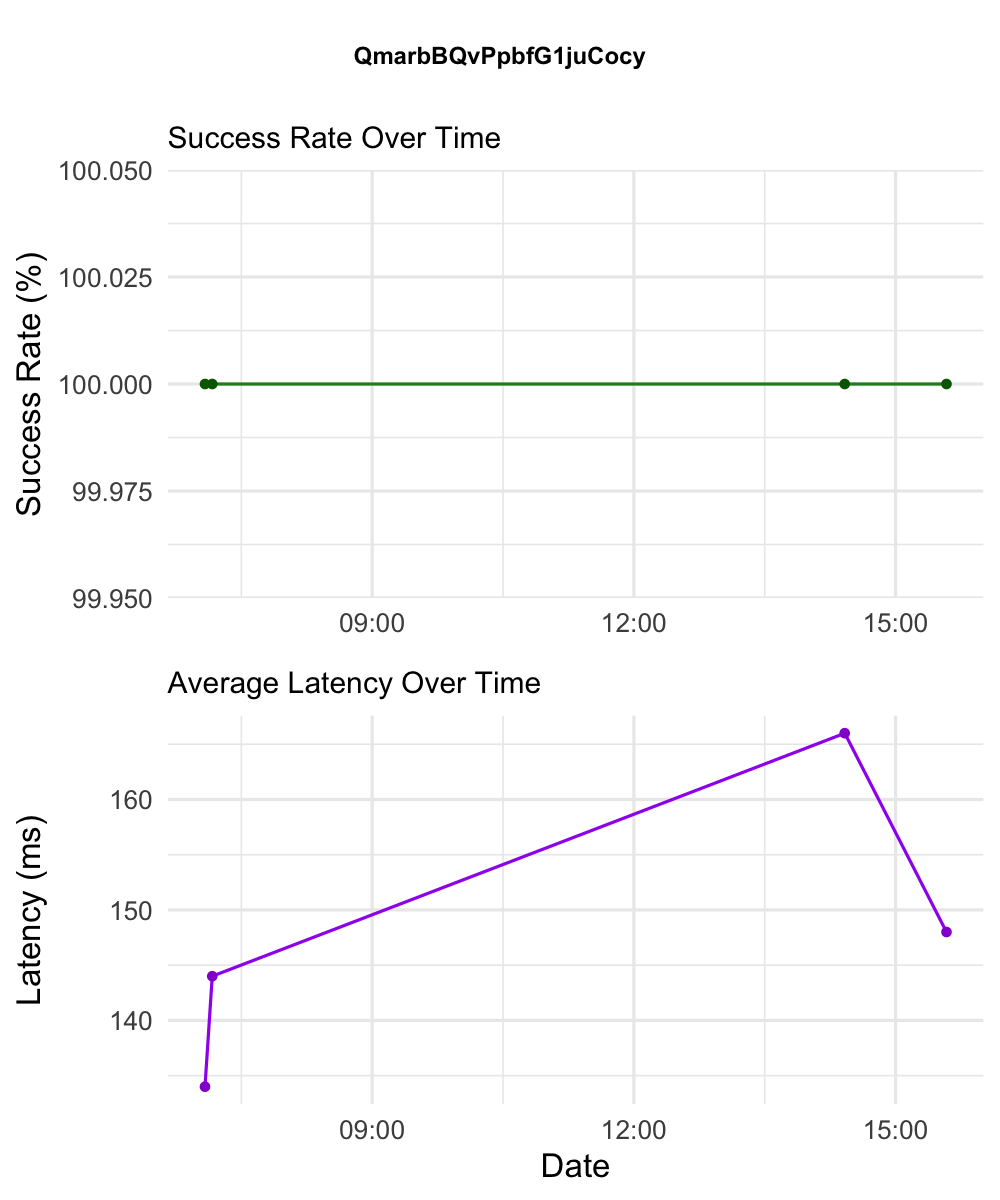 QmarbBQvPpbfG1juCocy
Success Rate Over Time
Success Rate (%)
100.050
100.025
100.000
99.975
99.950
09:00 12:00 15:00
Average Latency Over Time
Latency (ms)
160
150
140
09:00 12:00 15:00
Date